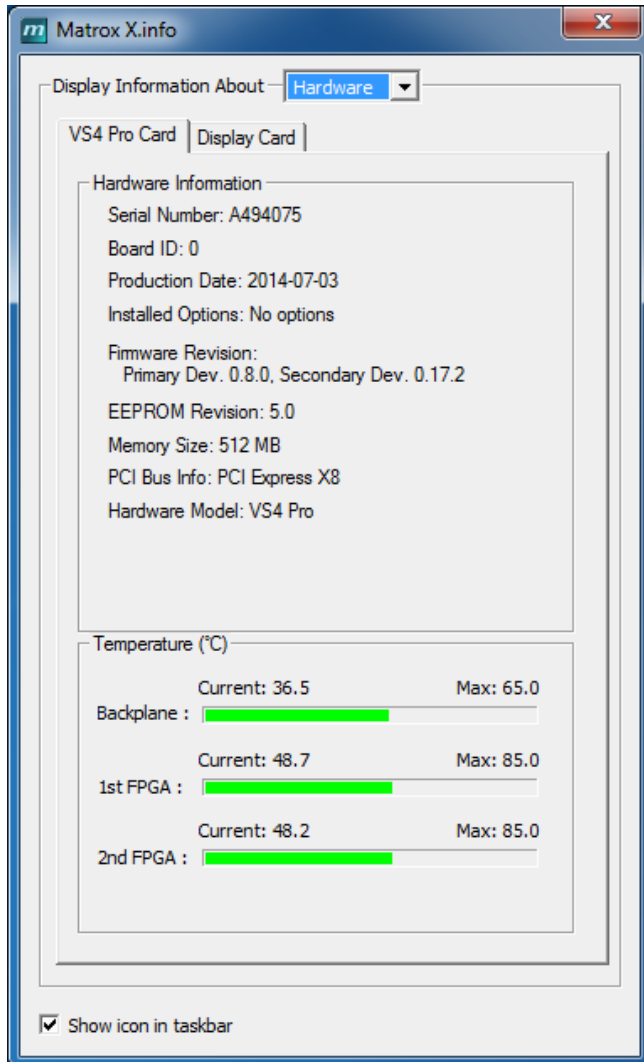 m Matrox X.info
Display Information About Hardware
VS4 Pro Card Display Card
Hardware Information
Serial Number: A494075
Board ID: 0
Production Date: 2014-07-03
Installed Options: No options
Firmware Revision:
Primary Dev. 0.8.0, Secondary Dev. 0.17.2
EEPROM Revision: 5.0
Memory Size: 512 MB
PCI Bus Info: PCI Express X8
Hardware Model: VS4 Pro
Temperature (°C)
Current: 36.5 Max: 65.0
Backplane :
Current: 48.7 Max: 85.0
1st FPGA :
Current: 48.2 Max: 85.0
2nd FPGA :
Show icon in taskbar